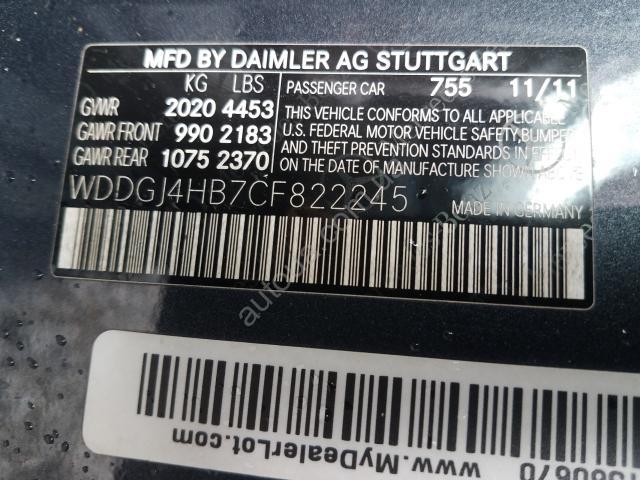 MFD BY DAIMLER AG STUTTGART
KG LBS
GVWR 2020 4453
GAWR FRONT 990 2183
GAWR REAR 1075 2370
PASSENGER CAR 755 11/11
THIS VEHICLE CONFORMS TO ALL APPLICABLE
U.S. FEDERAL MOTOR VEHICLE SAFETY, BUMPER
AND THEFT PREVENTION STANDARDS IN EFFECT
ON THE DATE OF MANUFACTURE
WDDGJ4HB7CF822245
MADE IN GERMANY
www.MyDealerLot.com